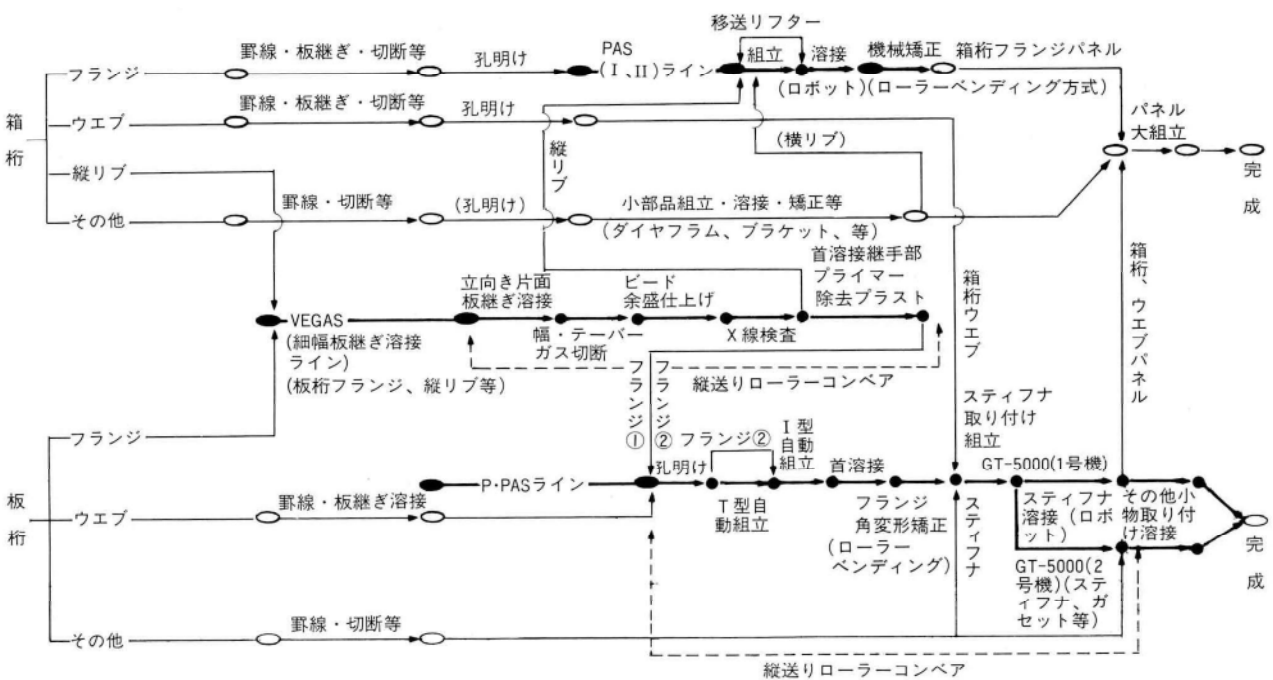 移送リフター
罫線・板継ぎ・切断等
孔明け
PAS
(Ⅰ、Ⅱ)ライン
組立
溶接
機械矯正
箱桁フランジパネル
フランジ
(ロボット)(ローラーベンディング方式)
箱桁
ウエブ
罫線・板継ぎ・切断等
孔明け
縦リブ
(横リブ)
パネル
大組立
完成
縦リブ
その他
罫線・切断等
(孔明け)
小部品組立・溶接・矯正等
(ダイヤフラム、ブラケット、等)
立向き片面
板継ぎ溶接
ビード
余盛仕上げ
首溶接継手部
プライマー
除去ブラスト
箱桁ウエブ
箱桁、ウエブパネル
VEGAS
(細幅板継ぎ溶接
ライン)
(板桁フランジ、縦リブ等)
幅・テーパー
ガス切断
X線検査
フランジ①
フランジ②
縦送りローラーコンベア
フランジ
孔明け
フランジ②
I型
自動
組立
スティフナ
取り付け
組立
GT-5000(1号機)
板桁
P・PASライン
ウエブ
罫線・板継ぎ溶接
T型自
動組立
首溶接
フランジ
角変形矯正
(ローラー
ベンディング)
スティフナ
スティフナ
溶接(ロボ
ット)
その他小
物取り付
け溶接
GT-5000(2
号機)(ステ
ィフナ、ガ
セット等)
完成
その他
罫線・切断等
縦送りローラーコンベア